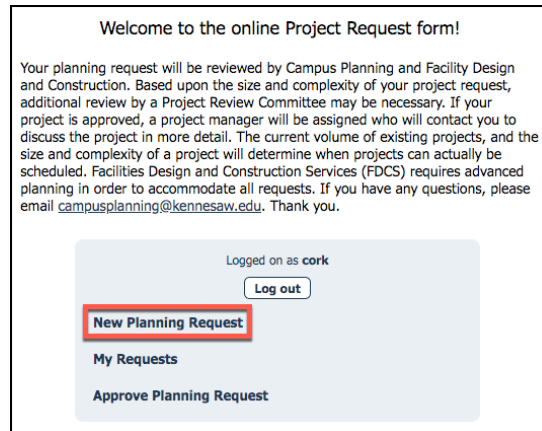 Welcome to the online Project Request form!
Your planning request will be reviewed by Campus Planning and Facility Design
and Construction. Based upon the size and complexity of your project request,
additional review by a Project Review Committee may be necessary. If your
project is approved, a project manager will be assigned who will contact you to
discuss the project in more detail. The current volume of existing projects, and the
size and complexity of a project will determine when projects can actually be
scheduled. Facilities Design and Construction Services (FDCS) requires advanced
planning in order to accommodate all requests. If you have any questions, please
email campusplanning@kennesaw.edu. Thank you.
Logged on as cork
Log out
New Planning Request
My Requests
Approve Planning Request